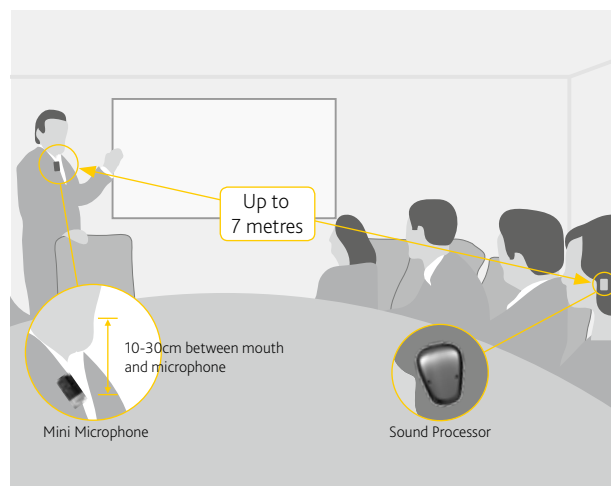 Up to
7 metres
10-30cm between mouth
and microphone
Mini Microphone
Sound Processor